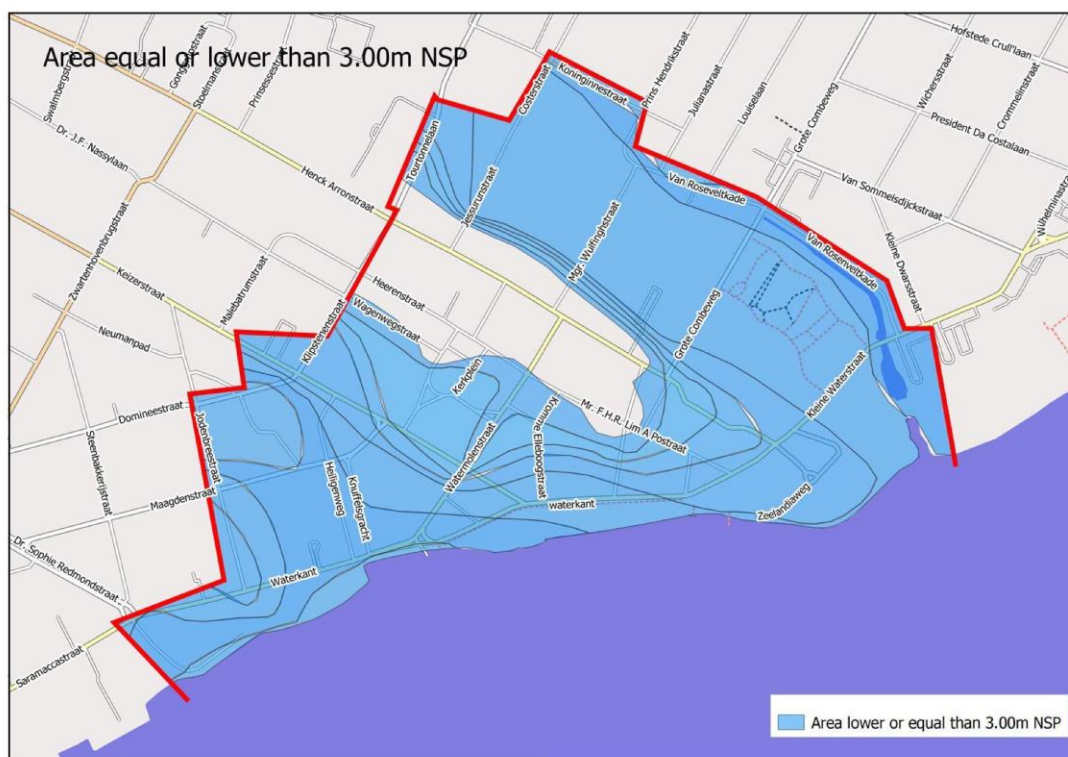 Area equal or lower than 3.00m NSP
Swalmbergstraat
Gonggrijpstraat
Stoelmanstraat
Prinsessestraat
Dr. J.F. Nassylaan
Zwartenhovenbrugstraat
Henck Arronstraat
Tourtonnelaan
Costerstraat
Koninginnestraat
Prins Hendrikstraat
Julianastraat
Louiselaan
Grote Combeweg
Hofstede Crull'laan
Wichersstraat
Crommelinstraat
President Da Costalaan
Van Sommelsdijckstraat
Wilhelminastraat
Kleine Dwarsstraat
Van Roseveltkade
Van Rosenveltkade
Jessurunstraat
Mgr. Wulfinghstraat
Grote Combeweg
Kleine Waterstraat
Keizerstraat
Malebatrumstraat
Neumanpad
Heerenstraat
Wagenwegstraat
Klipstenenstraat
Kerkplein
Domineestraat
Jodenbreestraat
Steenbakkerijstraat
Maagdenstraat
Heiligenweg
Knuffelsgracht
Watermolenstraat
Kromme Elleboogstraat
Mr. F.H.R. Lim A Postraat
waterkant
Zeelandiaweg
Waterkant
Dr. Sophie Redmondstraat
Saramaccastraat
Area lower or equal than 3.00m NSP